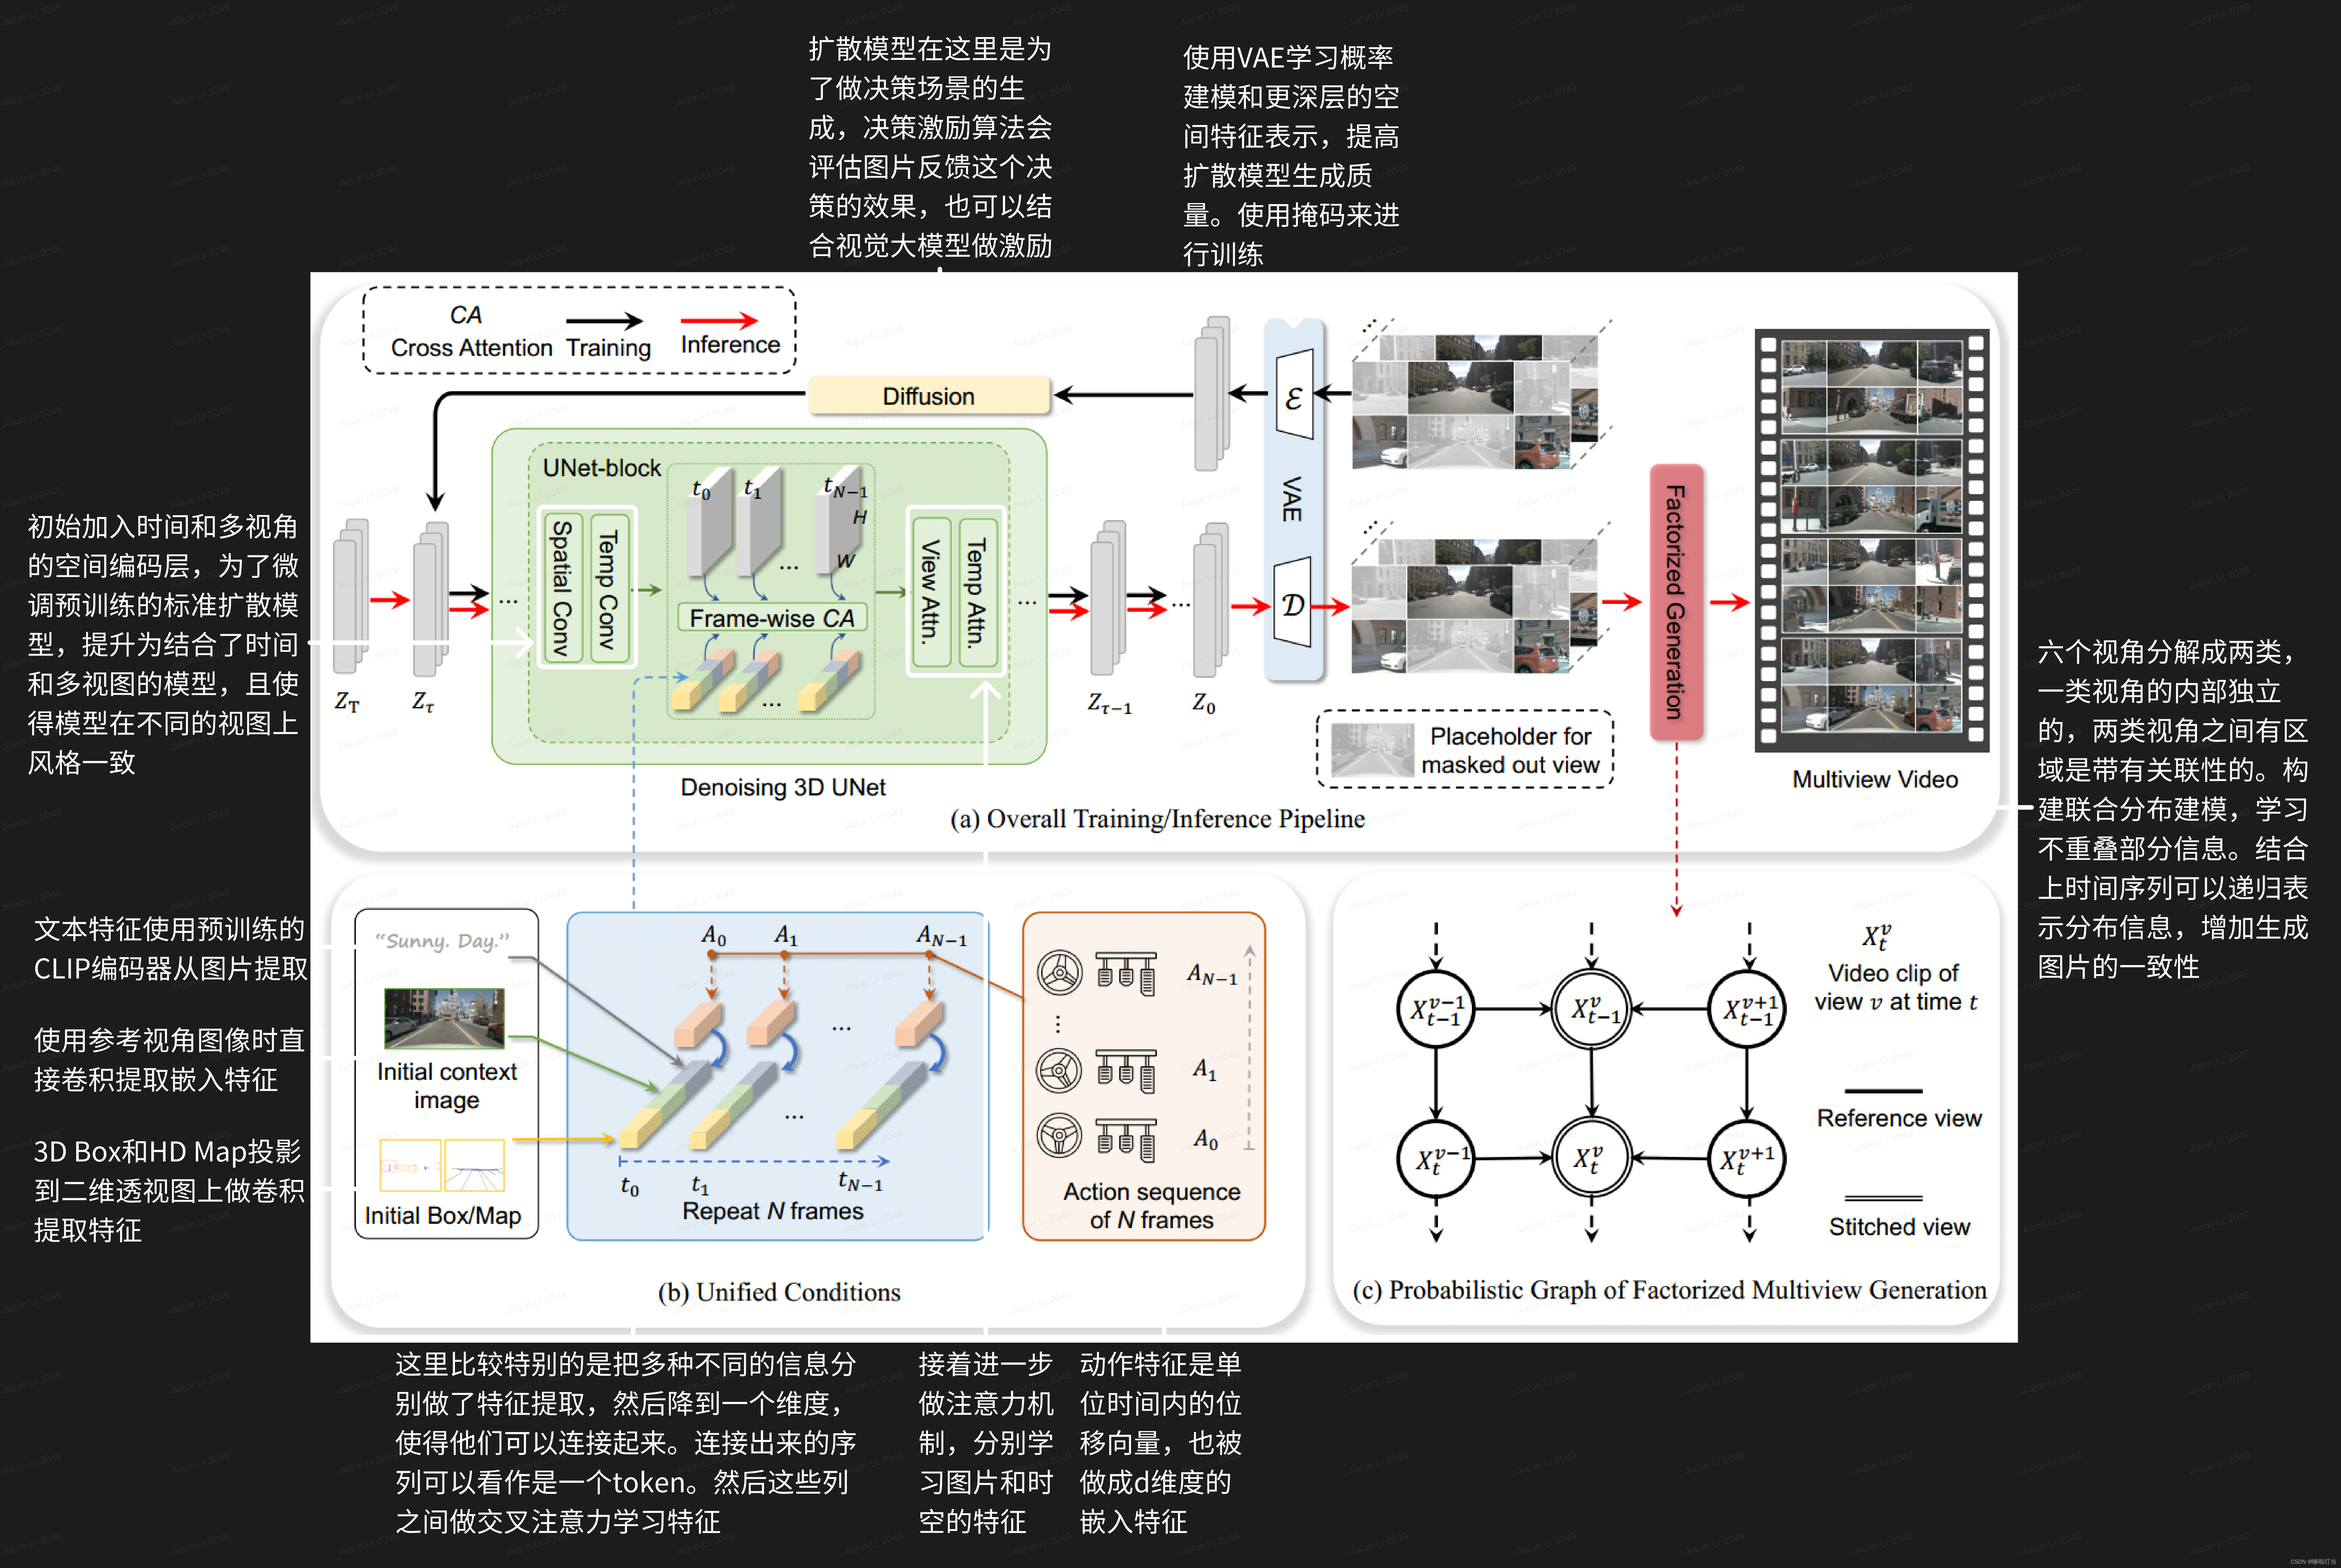 扩散模型在这里是为
了做决策场景的生
成，决策激励算法会
评估图片反馈这个决
策的效果，也可以结
合视觉大模型做激励
使用VAE学习概率
建模和更深层的空
间特征表示，提高
扩散模型生成质
量。使用掩码来进
行训练
CA
Cross Attention
Training
Inference
Diffusion
ℰ
VAE
𝒟
UNet-block
t₀
t₁
t_{N-1}
H
W
...
Spatial Conv
Temp Conv
Frame-wise CA
...
View Attn.
Temp Attn.
...
...
...
Z_T
Z_τ
Z_{τ-1}
Z₀
Denoising 3D UNet
Placeholder for
masked out view
Factorized Generation
Multiview Video
(a) Overall Training/Inference Pipeline
初始加入时间和多视角
的空间编码层，为了微
调预训练的标准扩散模
型，提升为结合了时间
和多视图的模型，且使
得模型在不同的视图上
风格一致
六个视角分解成两类，
一类视角的内部独立
的，两类视角之间有区
域是带有关联性的。构
建联合分布建模，学习
不重叠部分信息。结合
上时间序列可以递归表
示分布信息，增加生成
图片的一致性
文本特征使用预训练的
CLIP编码器从图片提取
使用参考视角图像时直
接卷积提取嵌入特征
3D Box和HD Map投影
到二维透视图上做卷积
提取特征
“Sunny. Day.”
Initial context
image
Initial Box/Map
A₀
A₁
A_{N-1}
...
...
t₀
t₁
t_{N-1}
Repeat N frames
A_{N-1}
⋮
A₁
A₀
Action sequence
of N frames
(b) Unified Conditions
X_{t-1}^{v-1}
X_{t-1}^{v}
X_{t-1}^{v+1}
X_t^{v-1}
X_t^{v}
X_t^{v+1}
X_t^v
Video clip of
view v at time t
Reference view
Stitched view
(c) Probabilistic Graph of Factorized Multiview Generation
这里比较特别的是把多种不同的信息分
别做了特征提取，然后降到一个维度，
使得他们可以连接起来。连接出来的序
列可以看作是一个token。然后这些列
之间做交叉注意力学习特征
接着进一步
做注意力机
制，分别学
习图片和时
空的特征
动作特征是单
位时间内的位
移向量，也被
做成d维度的
嵌入特征
Jiajun Li 2049